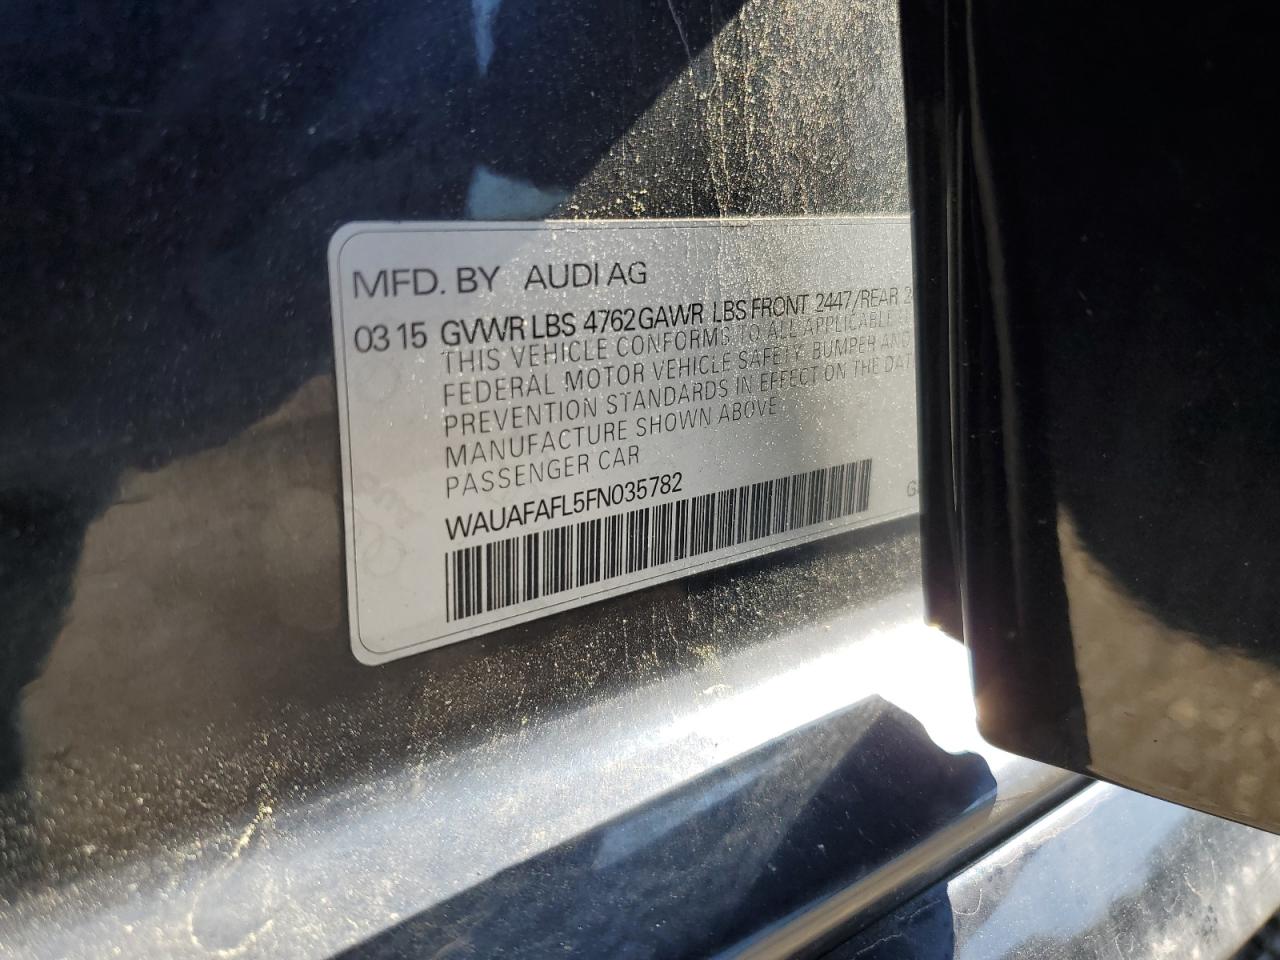 MFD. BY AUDI AG
03 15 GVWR LBS 4762 GAWR LBS FRONT 2447/REAR
THIS VEHICLE CONFORMS TO ALL APPLICABLE
FEDERAL MOTOR VEHICLE SAFETY BUMPER AND
PREVENTION STANDARDS IN EFFECT ON THE DAT
MANUFACTURE SHOWN ABOVE
PASSENGER CAR
WAUAFAFL5FN035782